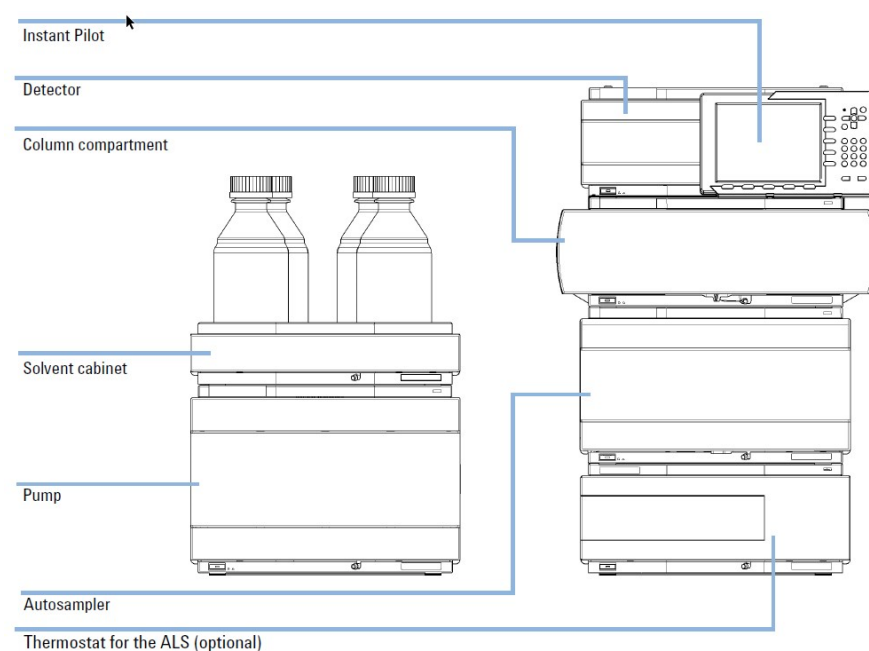 Instant Pilot
Detector
Column compartment
Solvent cabinet
Pump
Autosampler
Thermostat for the ALS (optional)